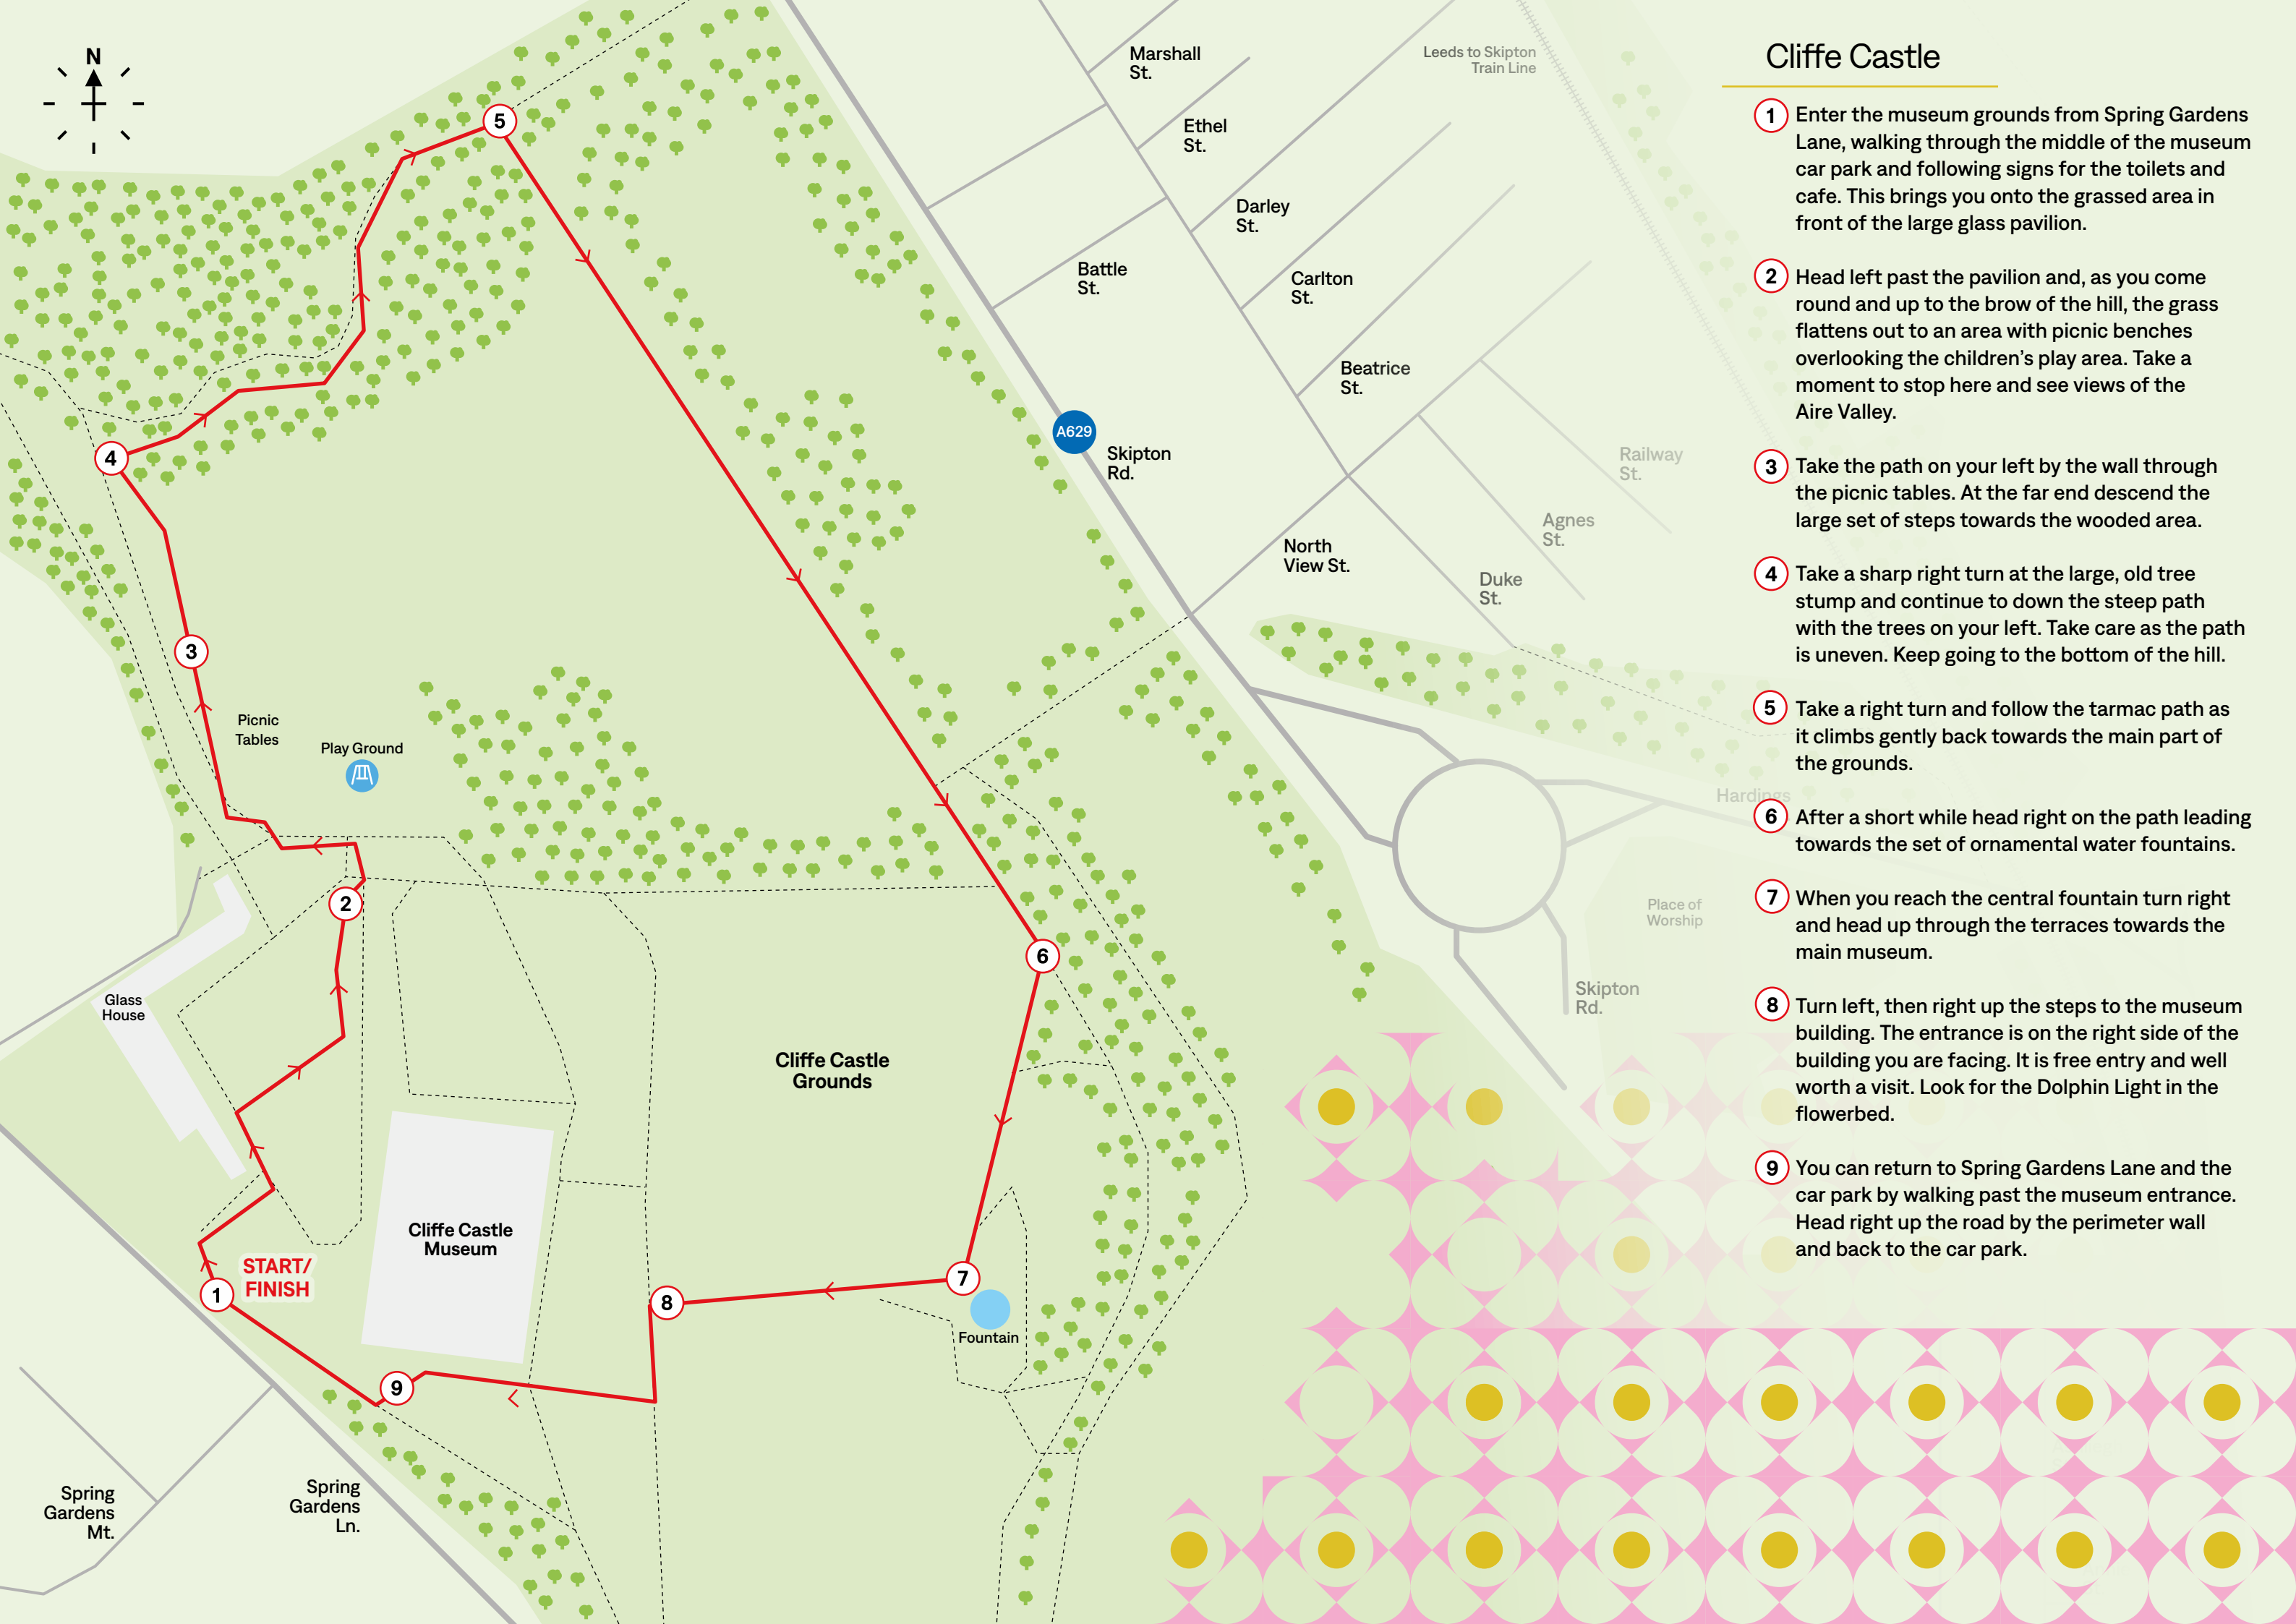 N
Marshall
St.
Leeds to Skipton
Train Line
Ethel
St.
Darley
St.
Battle
St.
Carlton
St.
Beatrice
St.
A629
Skipton
Rd.
Railway
St.
Agnes
St.
North
View St.
Duke
St.
Hardings
Place of
Worship
Skipton
Rd.
5
4
3
Picnic
Tables
Play Ground
2
6
Glass
House
Cliffe Castle
Grounds
Cliffe Castle
Museum
START/
FINISH
1
7
8
Fountain
9
Spring
Gardens
Mt.
Spring
Gardens
Ln.
Cliffe Castle
1 Enter the museum grounds from Spring Gardens
Lane, walking through the middle of the museum
car park and following signs for the toilets and
cafe. This brings you onto the grassed area in
front of the large glass pavilion.
2 Head left past the pavilion and, as you come
round and up to the brow of the hill, the grass
flattens out to an area with picnic benches
overlooking the children’s play area. Take a
moment to stop here and see views of the
Aire Valley.
3 Take the path on your left by the wall through
the picnic tables. At the far end descend the
large set of steps towards the wooded area.
4 Take a sharp right turn at the large, old tree
stump and continue to down the steep path
with the trees on your left. Take care as the path
is uneven. Keep going to the bottom of the hill.
5 Take a right turn and follow the tarmac path as
it climbs gently back towards the main part of
the grounds.
6 After a short while head right on the path leading
towards the set of ornamental water fountains.
7 When you reach the central fountain turn right
and head up through the terraces towards the
main museum.
8 Turn left, then right up the steps to the museum
building. The entrance is on the right side of the
building you are facing. It is free entry and well
worth a visit. Look for the Dolphin Light in the
flowerbed.
9 You can return to Spring Gardens Lane and the
car park by walking past the museum entrance.
Head right up the road by the perimeter wall
and back to the car park.